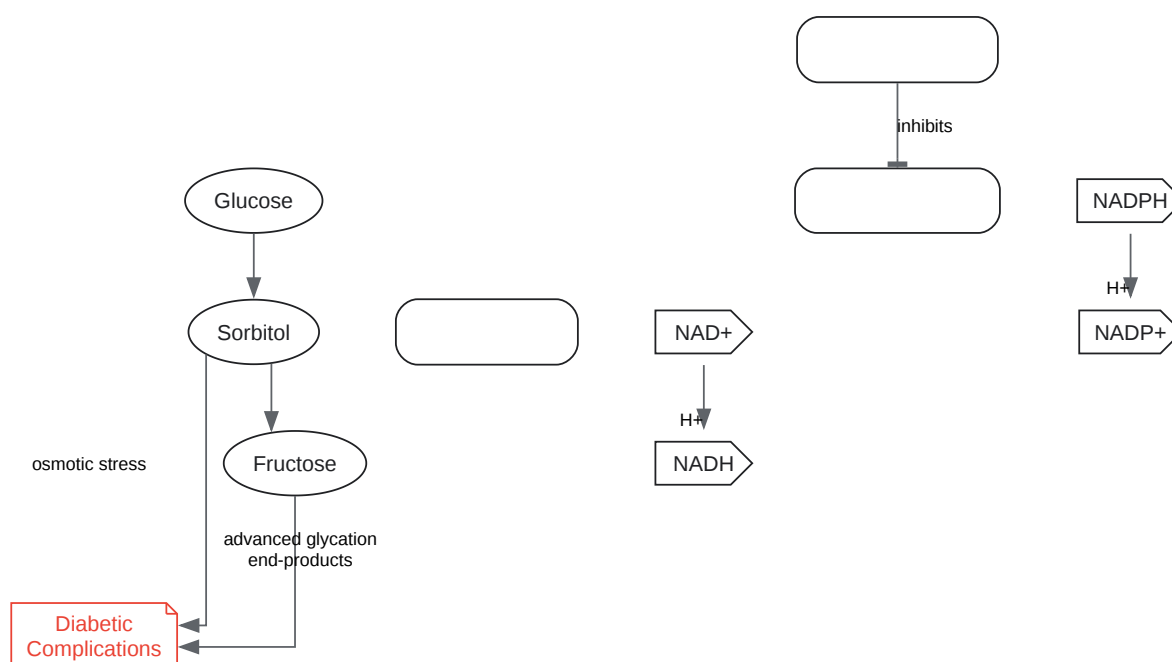 inhibits
Glucose
NADPH
H+
Sorbitol
NAD+
NADP+
H+
osmotic stress
Fructose
NADH
advanced glycation
end-products
Diabetic
Complications